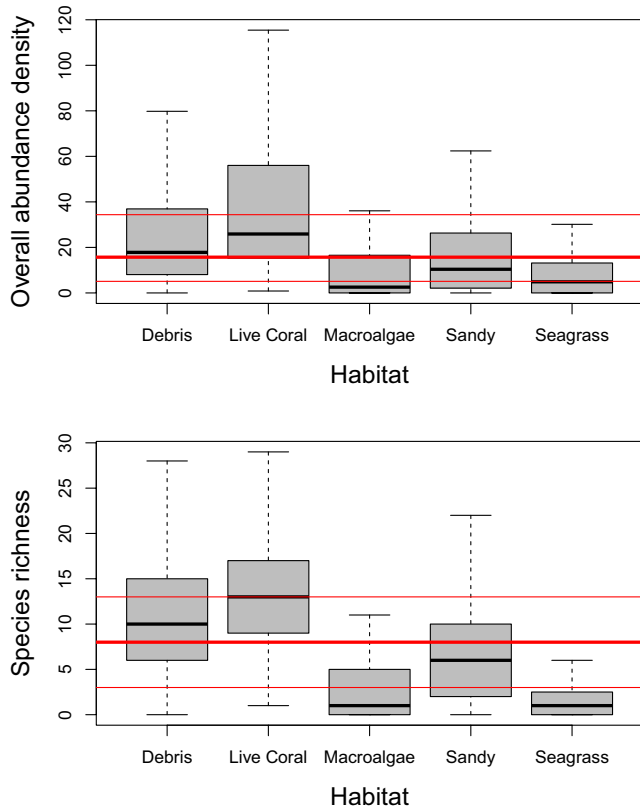 Overall abundance density
120
100
80
60
40
20
0
Debris Live Coral Macroalgae Sandy Seagrass
Habitat
Species richness
30
25
20
15
10
5
0
Debris Live Coral Macroalgae Sandy Seagrass
Habitat